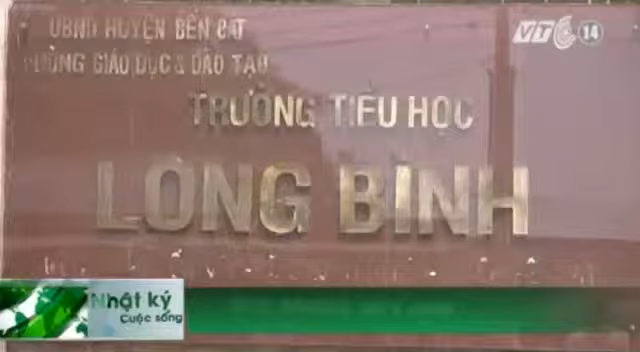 UBND HUYỆN BẾN CÁT
PHÒNG GIÁO DỤC & ĐÀO TẠO
TRƯỜNG TIỂU HỌC
LONG BÌNH
VTC 14
Nhật ký
Cuộc sống